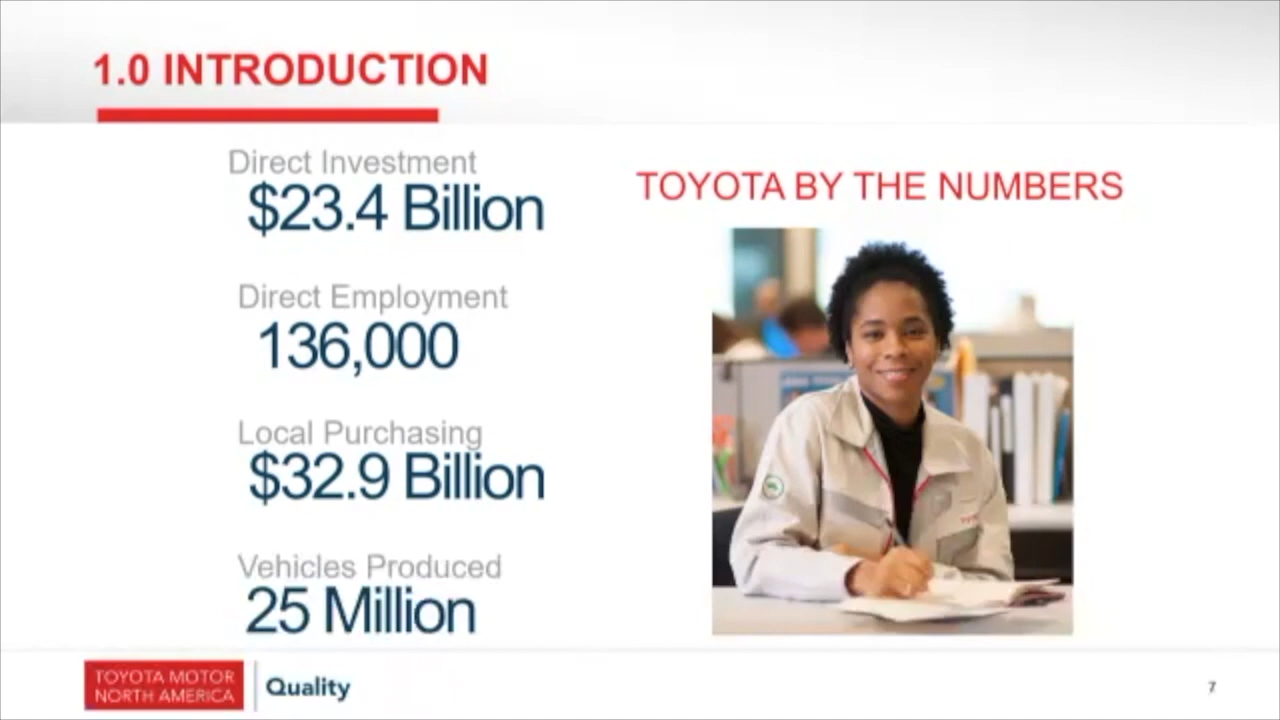 1.0 INTRODUCTION
Direct Investment
$23.4 Billion
Direct Employment
136,000
Local Purchasing
$32.9 Billion
Vehicles Produced
25 Million
TOYOTA BY THE NUMBERS
TOYOTA MOTOR
NORTH AMERICA
Quality
7